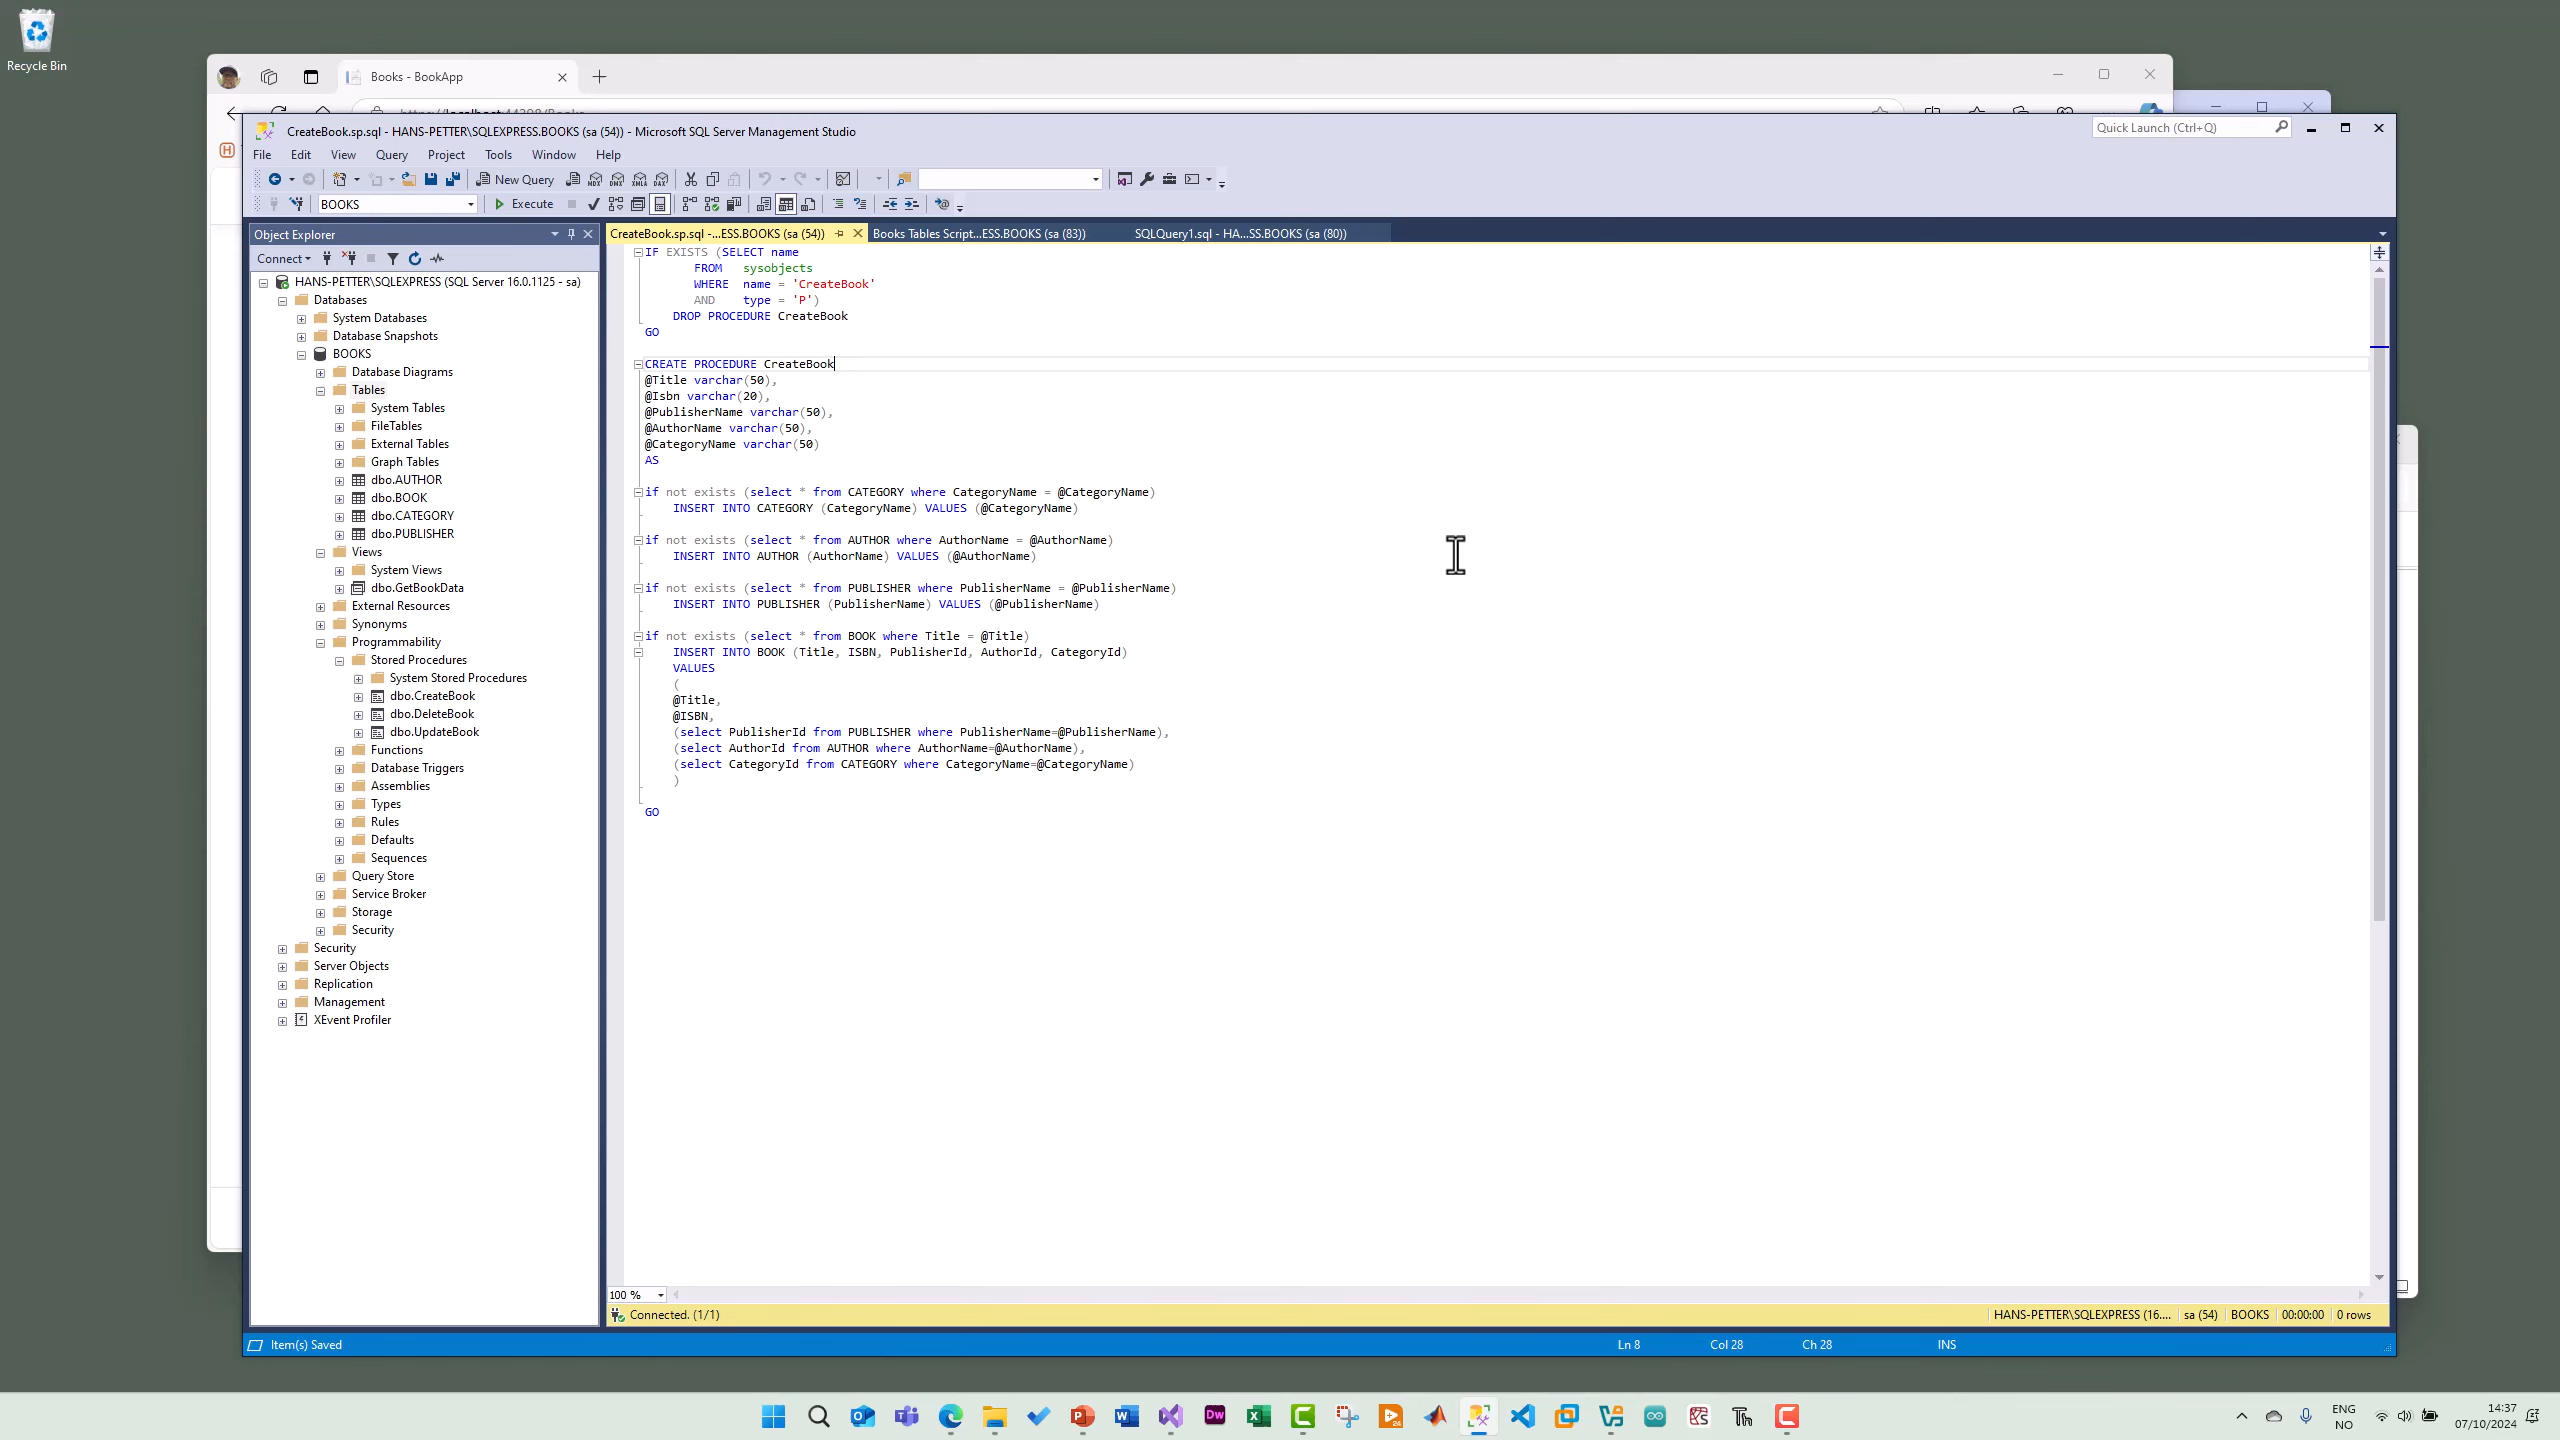 Recycle Bin
Books - BookApp
CreateBook.sp.sql - HANS-PETTER\SQLEXPRESS.BOOKS (sa (54)) - Microsoft SQL Server Management Studio
Quick Launch (Ctrl+Q)
File Edit View Query Project Tools Window Help
New Query
BOOKS
Execute
Object Explorer
Connect
HANS-PETTER\SQLEXPRESS (SQL Server 16.0.1125 - sa)
Databases
System Databases
Database Snapshots
BOOKS
Database Diagrams
Tables
System Tables
FileTables
External Tables
Graph Tables
dbo.AUTHOR
dbo.BOOK
dbo.CATEGORY
dbo.PUBLISHER
Views
System Views
dbo.GetBookData
External Resources
Synonyms
Programmability
Stored Procedures
System Stored Procedures
dbo.CreateBook
dbo.DeleteBook
dbo.UpdateBook
Functions
Database Triggers
Assemblies
Types
Rules
Defaults
Sequences
Query Store
Service Broker
Storage
Security
Security
Server Objects
Replication
Management
XEvent Profiler
CreateBook.sp.sql -...ESS.BOOKS (sa (54)) Books Tables Script...ESS.BOOKS (sa (83)) SQLQuery1.sql - HA...SS.BOOKS (sa (80))
IF EXISTS (SELECT name
FROM sysobjects
WHERE name = 'CreateBook'
AND type = 'P')
DROP PROCEDURE CreateBook
GO
CREATE PROCEDURE CreateBook
@Title varchar(50),
@Isbn varchar(20),
@PublisherName varchar(50),
@AuthorName varchar(50),
@CategoryName varchar(50)
AS
if not exists (select * from CATEGORY where CategoryName = @CategoryName)
INSERT INTO CATEGORY (CategoryName) VALUES (@CategoryName)
if not exists (select * from AUTHOR where AuthorName = @AuthorName)
INSERT INTO AUTHOR (AuthorName) VALUES (@AuthorName)
if not exists (select * from PUBLISHER where PublisherName = @PublisherName)
INSERT INTO PUBLISHER (PublisherName) VALUES (@PublisherName)
if not exists (select * from BOOK where Title = @Title)
INSERT INTO BOOK (Title, ISBN, PublisherId, AuthorId, CategoryId)
VALUES
(
@Title,
@ISBN,
(select PublisherId from PUBLISHER where PublisherName=@PublisherName),
(select AuthorId from AUTHOR where AuthorName=@AuthorName),
(select CategoryId from CATEGORY where CategoryName=@CategoryName)
)
GO
100 %
Connected. (1/1)
HANS-PETTER\SQLEXPRESS (16.... sa (54) BOOKS 00:00:00 0 rows
Item(s) Saved
Ln 8 Col 28 Ch 28 INS
ENG
NO
14:37
07/10/2024